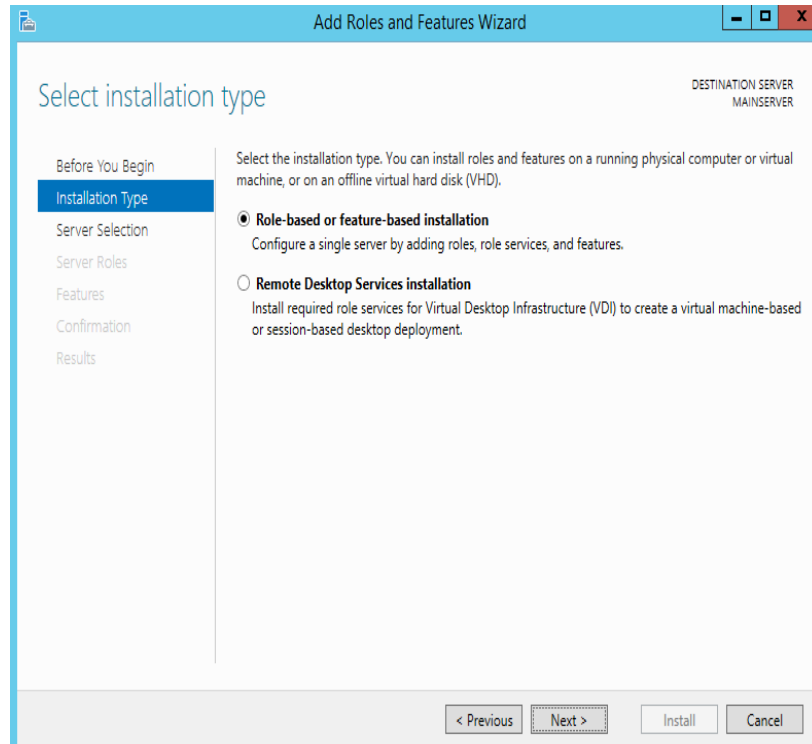 Add Roles and Features Wizard
X
Select installation type
DESTINATION SERVER
MAINSERVER
Before You Begin
Installation Type
Server Selection
Server Roles
Features
Confirmation
Results
Select the installation type. You can install roles and features on a running physical computer or virtual
machine, or on an offline virtual hard disk (VHD).
Role-based or feature-based installation
Configure a single server by adding roles, role services, and features.
Remote Desktop Services installation
Install required role services for Virtual Desktop Infrastructure (VDI) to create a virtual machine-based
or session-based desktop deployment.
< Previous Next > Install Cancel